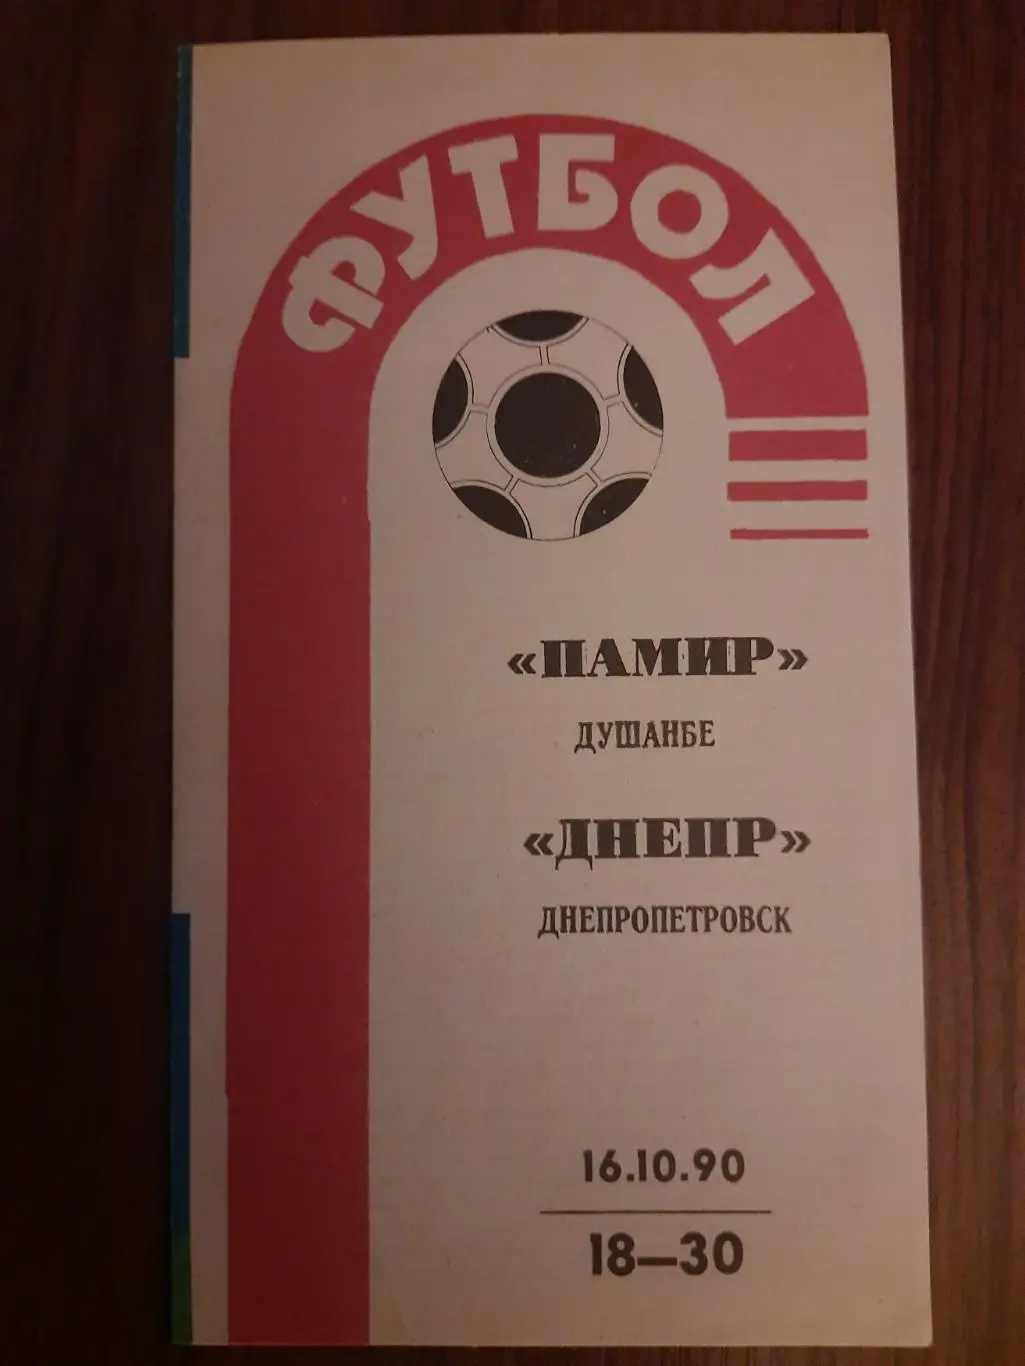 ФУТБОЛ
«ПАМИР»
ДУШАНБЕ
«ДНЕПР»
ДНЕПРОПЕТРОВСК
16.10.90
18—30